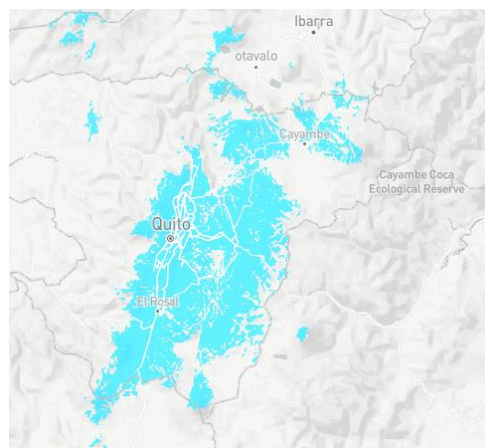 Ibarra
otavalo
Cayambe
Cayambe Coca
Ecological Reserve
Quito
El Rosal